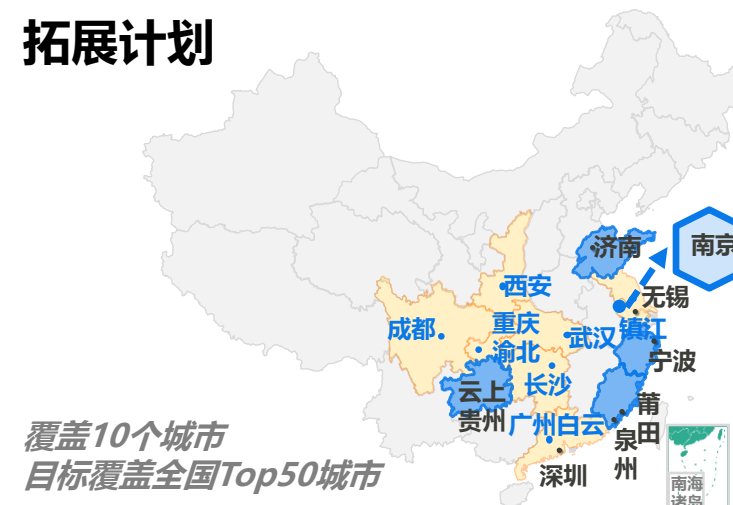 拓展计划
济南
南京
西安
无锡
成都
重庆
渝北
武汉
镇江
宁波
云上
贵州
长沙
广州白云
莆
田
泉
州
深圳
覆盖10个城市
目标覆盖全国Top50城市
南海
诸岛